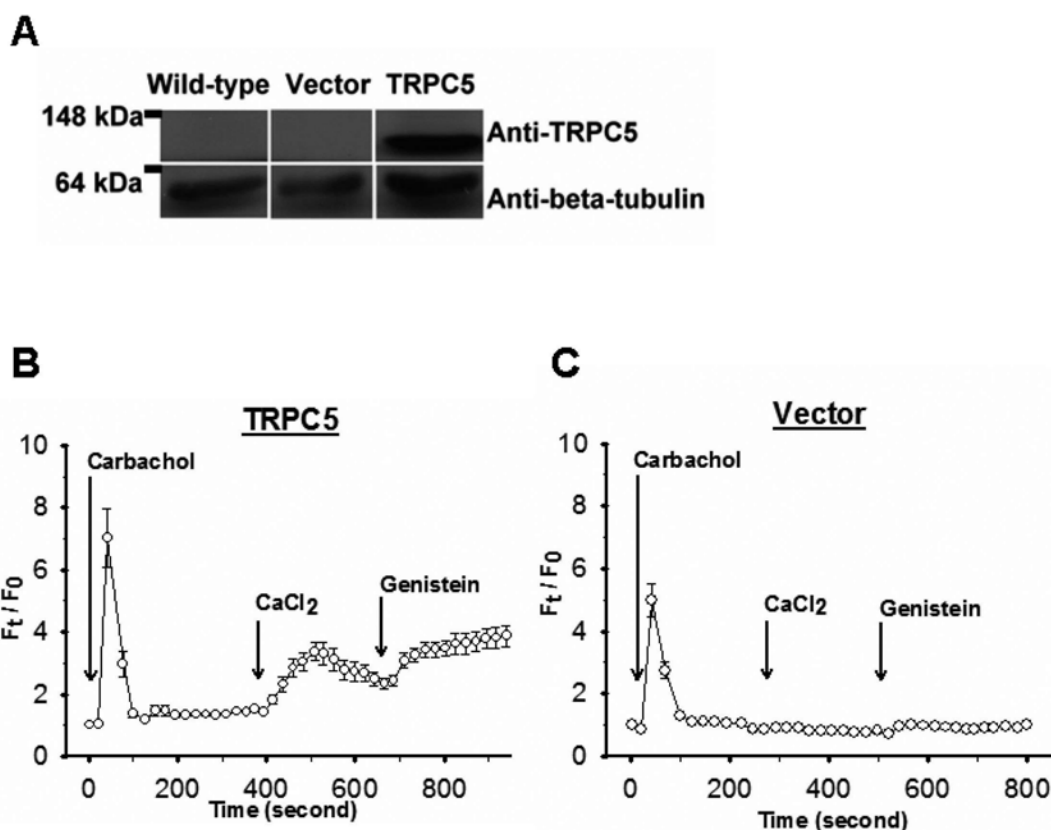 A
Wild-type Vector TRPC5
148 kDa
Anti-TRPC5
64 kDa
Anti-beta-tubulin
B
TRPC5
10
8
6
4
2
0
Ft / F0
Carbachol
CaCl2
Genistein
0 200 400 600 800
Time (second)
C
Vector
10
8
6
4
2
0
Ft / F0
Carbachol
CaCl2
Genistein
0 200 400 600 800
Time (second)